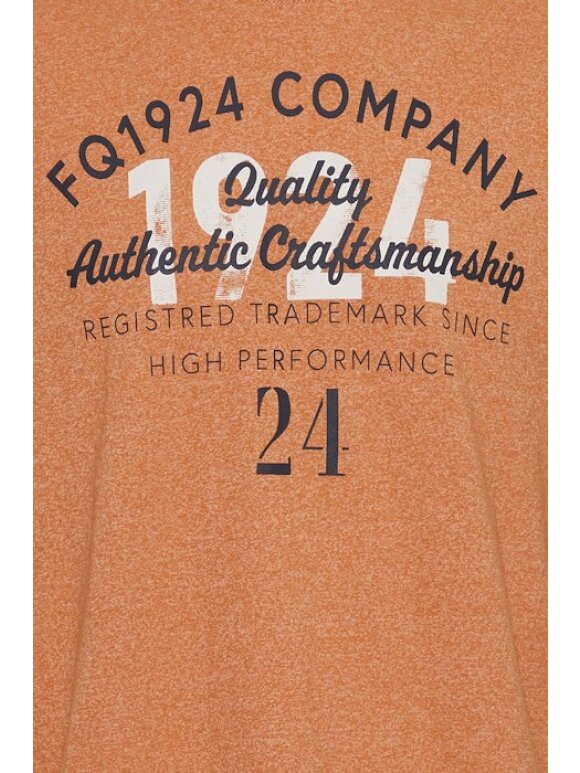 FQ1924 COMPANY
1924
Quality
Authentic Craftsmanship
REGISTRED TRADEMARK SINCE
HIGH PERFORMANCE
24